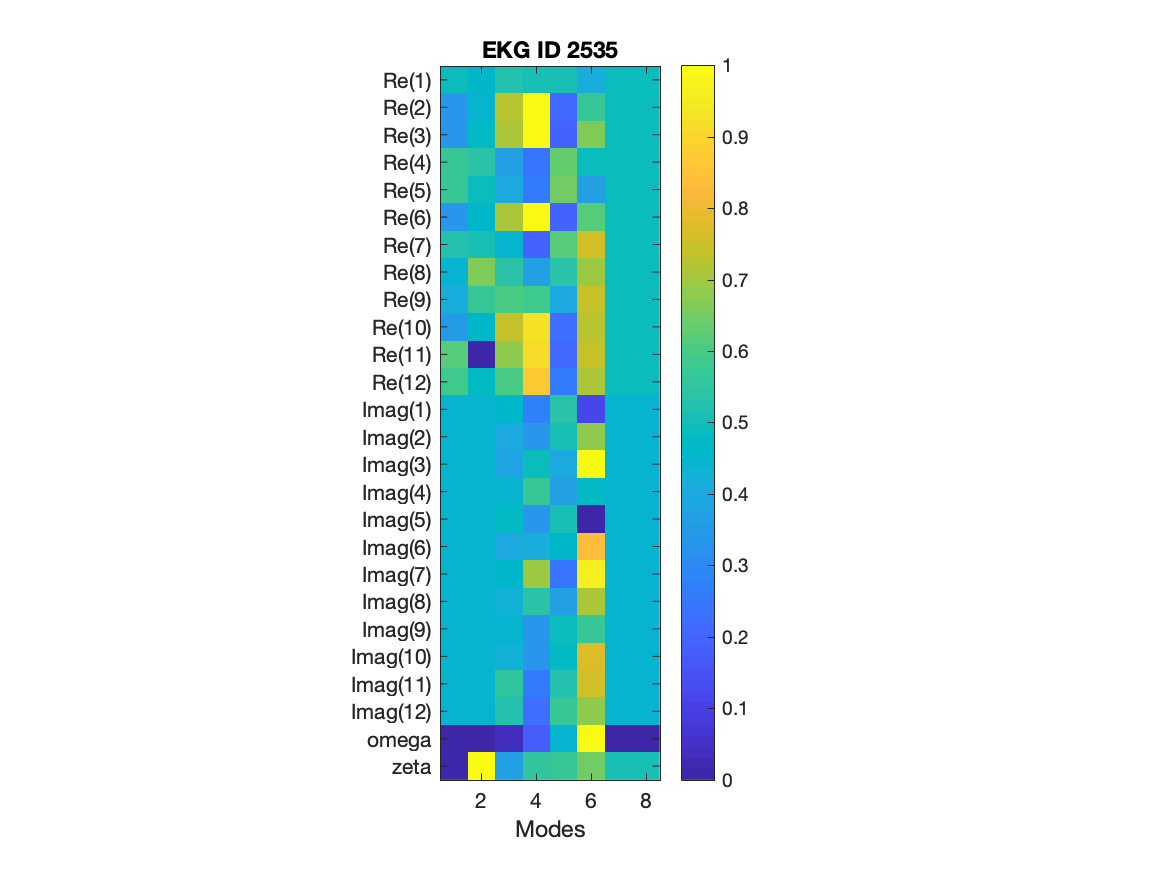 EKG ID 2535
Re(1)
Re(2)
Re(3)
Re(4)
Re(5)
Re(6)
Re(7)
Re(8)
Re(9)
Re(10)
Re(11)
Re(12)
Imag(1)
Imag(2)
Imag(3)
Imag(4)
Imag(5)
Imag(6)
Imag(7)
Imag(8)
Imag(9)
Imag(10)
Imag(11)
Imag(12)
omega
zeta
2 4 6 8
Modes
1
0.9
0.8
0.7
0.6
0.5
0.4
0.3
0.2
0.1
0